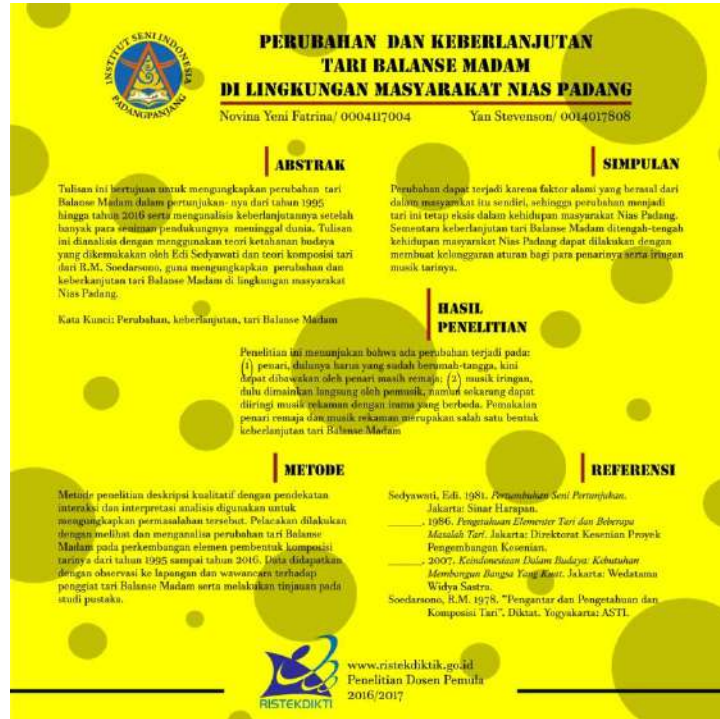 INSTITUT SENI INDONESIA
PADANGPANJANG
PERUBAHAN DAN KEBERLANJUTAN
TARI BALANSE MADAM
DI LINGKUNGAN MASYARAKAT NIAS PADANG
Novina Yeni Fatrina/ 0004117004 Yan Stevenson/ 0014017808
ABSTRAK
Tulisan ini bertujuan untuk mengungkapkan perubahan tari
Balanse Madam dalam pertunjukan- nya dari tahun 1995
hingga tahun 2016 serta menganalisis keberlanjutannya setelah
banyak para seniman pendukungnya meninggal dunia. Tulisan
ini dianalisis dengan menggunakan teori ketahanan budaya
yang dikemukakan oleh Edi Sedyawati dan teori komposisi tari
dari R.M. Soedarsono, guna mengungkapkan perubahan dan
keberkanjutan tari Balanse Madam di lingkungan masyarakat
Nias Padang.
Kata Kunci: Perubahan, keberlanjutan, tari Balanse Madam
SIMPULAN
Perubahan dapat terjadi karena faktor alami yang berasal dari
dalam masyarakat itu sendiri, sehingga perubahan menjadi
tari ini tetap eksis dalam kehidupan masyarakat Nias Padang.
Sementara keberlanjutan tari Balanse Madam ditengah-tengah
kehidupan masyarakat Nias Padang dapat dilakukan dengan
membuat kelonggaran aturan bagi para penarinya serta iringan
musik tarinya.
HASIL
PENELITIAN
Penelitian ini menunjukan bahwa ada perubahan terjadi pada:
(1) penari, dulunya harus yang sudah berumah-tangga, kini
dapat dibawakan oleh penari masih remaja; (2) musik iringan,
dulu dimainkan langsung oleh pemusik, namun sekarang dapat
diiringi musik rekaman dengan irama yang berbeda. Pemakaian
penari remaja dan musik rekaman merupakan salah satu bentuk
keberlanjutan tari Balanse Madam
METODE
Metode penelitian deskripsi kualitatif dengan pendekatan
interaksi dan interpretasi analisis digunakan untuk
mengungkapkan permasalahan tersebut. Pelacakan dilakukan
dengan melihat dan menganalisa perubahan tari Balanse
Madam pada perkembangan elemen pembentuk komposisi
tarinya dari tahun 1995 sampai tahun 2016. Data didapatkan
dengan observasi ke lapangan dan wawancara terhadap
penggiat tari Balanse Madam serta melakukan tinjauan pada
studi pustaka.
REFERENSI
Sedyawati, Edi. 1981. Pertumbuhan Seni Pertunjukan.
Jakarta: Sinar Harapan.
______, 1986. Pengetahuan Elementer Tari dan Beberapa
Masalah Tari. Jakarta: Direktorat Kesenian Proyek
Pengembangan Kesenian.
______, 2007. Keindonesiaan Dalam Budaya: Kebutuhan
Membangun Bangsa Yang Kuat. Jakarta: Wedatama
Widya Sastra.
Soedarsono, R.M. 1978. "Pengantar dan Pengetahuan dan
Komposisi Tari". Diktat. Yogyakarta: ASTI.
RISTEKDIKTI
www.ristekdiktik.go.id
Penelitian Dosen Pemula
2016/2017